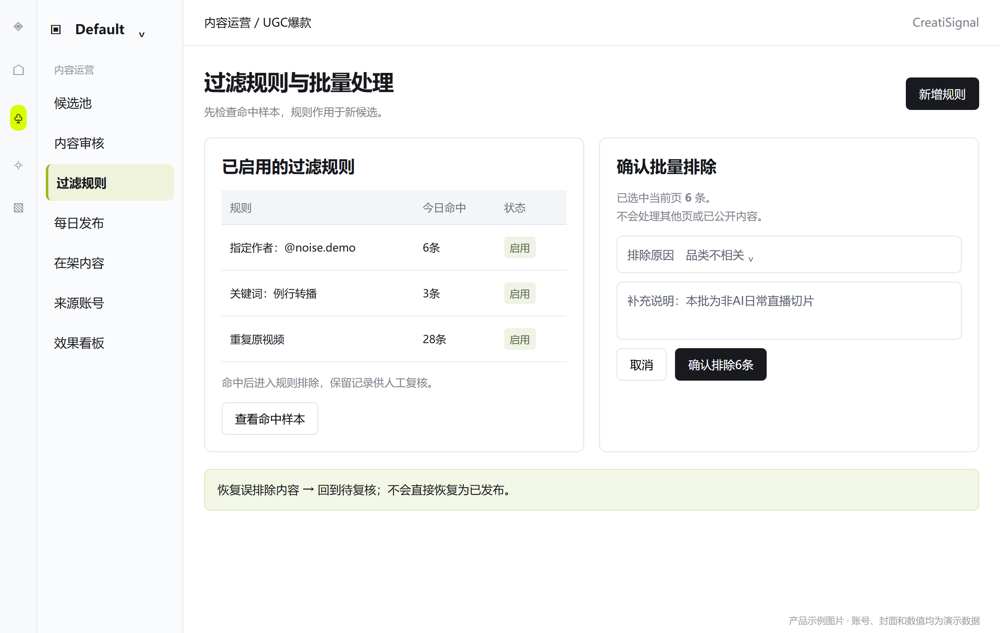 Default
内容运营
候选池
内容审核
过滤规则
每日发布
在架内容
来源账号
效果看板
内容运营 / UGC爆款
CreatiSignal
过滤规则与批量处理
先检查命中样本，规则作用于新候选。
新增规则
已启用的过滤规则
规则 今日命中 状态
指定作者：@noise.demo 6条 启用
关键词：例行转播 3条 启用
重复原视频 28条 启用
命中后进入规则排除，保留记录供人工复核。
查看命中样本
确认批量排除
已选中当前页 6 条。
不会处理其他页或已公开内容。
排除原因 品类不相关
补充说明：本批为非AI日常直播切片
取消 确认排除6条
恢复误排除内容 → 回到待复核；不会直接恢复为已发布。
产品示例图片 · 账号、封面和数值均为演示数据